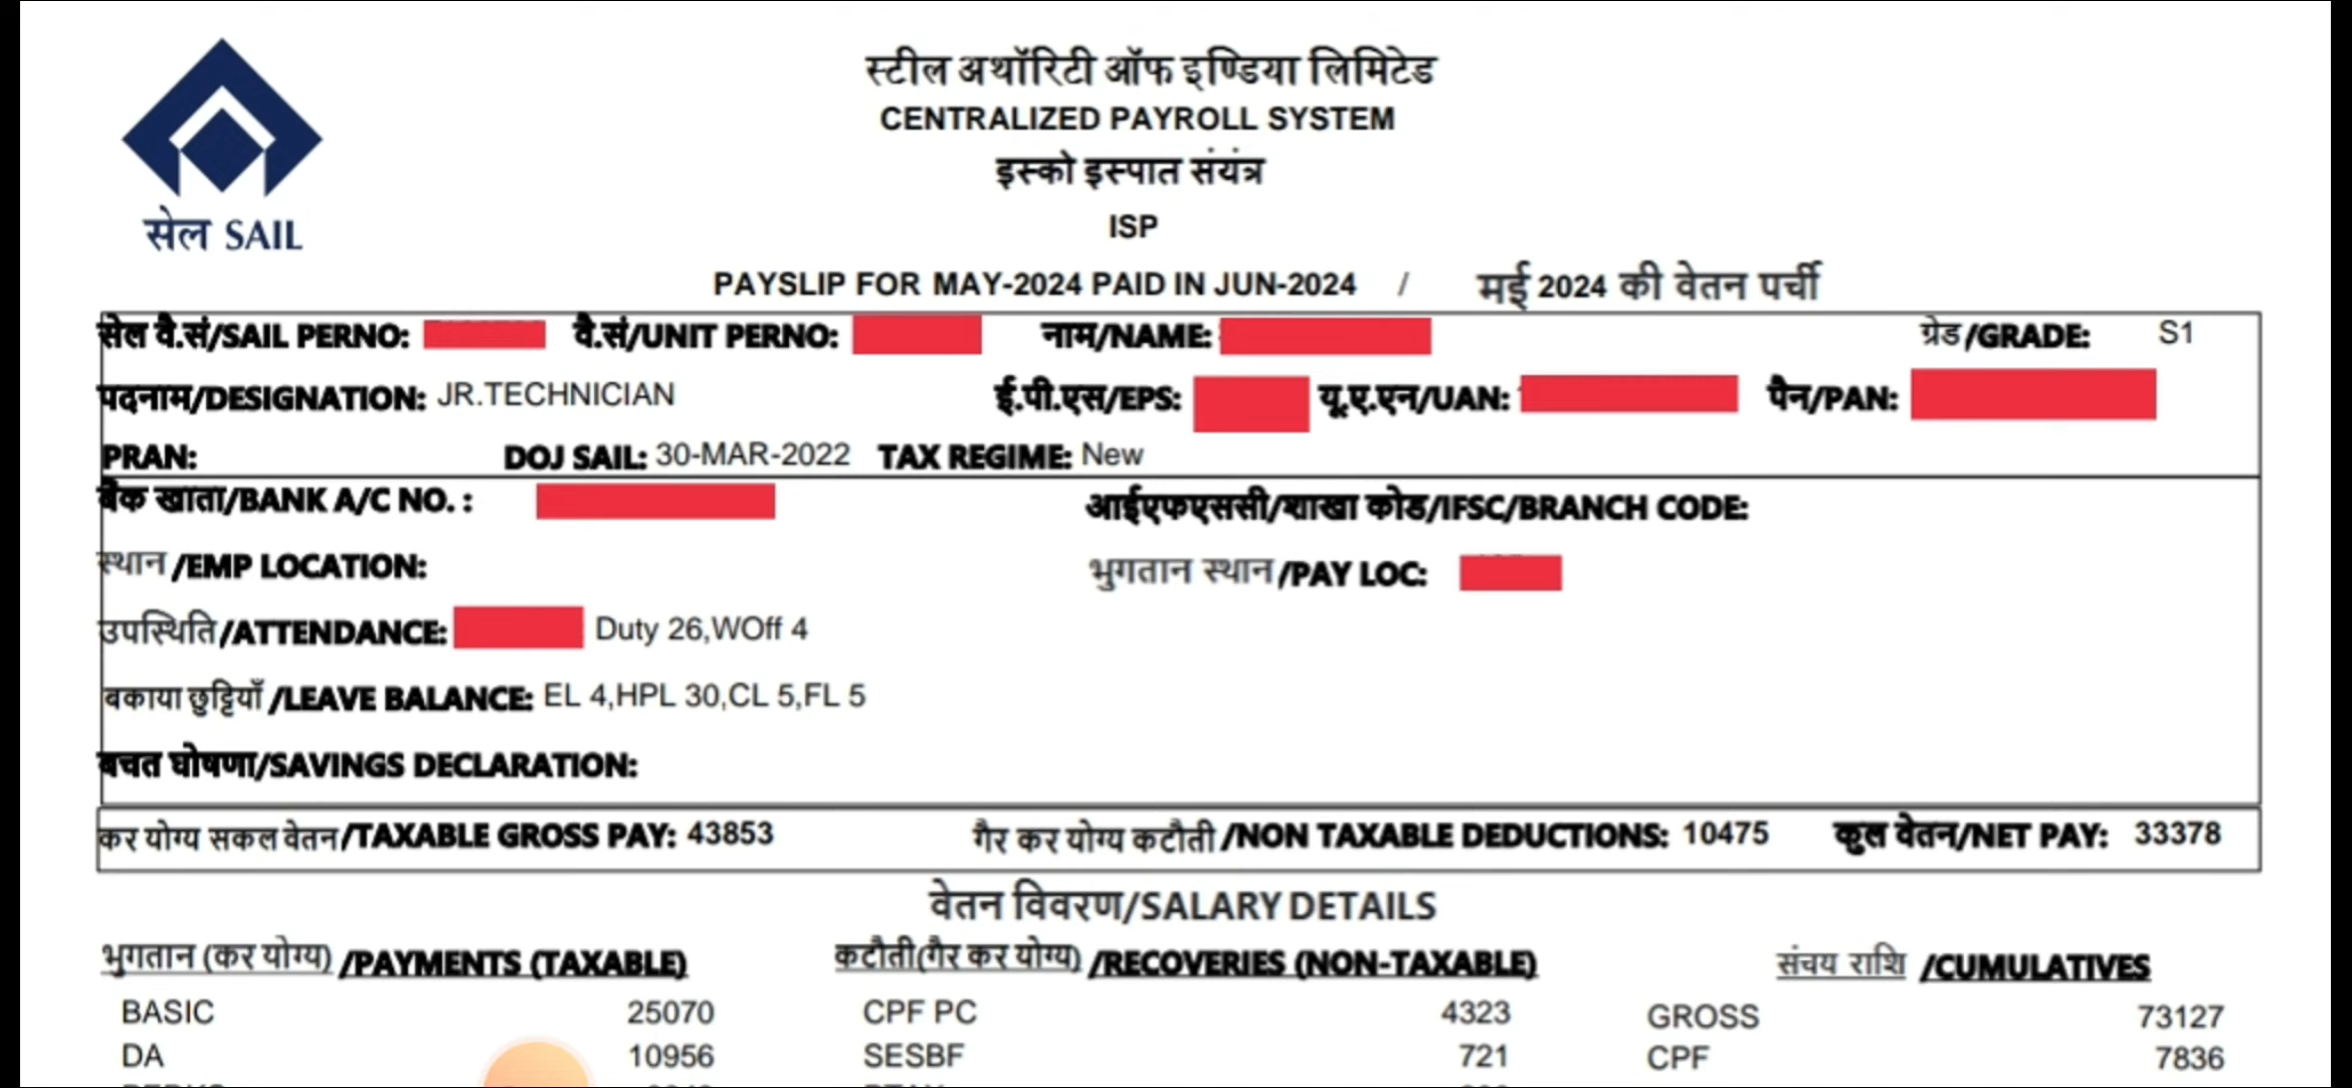 स्टील अथॉरिटी ऑफ इण्डिया लिमिटेड
CENTRALIZED PAYROLL SYSTEM
इस्को इस्पात संयंत्र
ISP
सेल SAIL
PAYSLIP FOR MAY-2024 PAID IN JUN-2024 / मई 2024 की वेतन पर्ची
सेल वै.सं/SAIL PERNO: वै.सं/UNIT PERNO: नाम/NAME: ग्रेड/GRADE: S1
पदनाम/DESIGNATION: JR.TECHNICIAN ई.पी.एस/EPS: यू.ए.एन/UAN: पैन/PAN:
PRAN: DOJ SAIL: 30-MAR-2022 TAX REGIME: New
बैंक खाता/BANK A/C NO. : आईएफएससी/शाखा कोड/IFSC/BRANCH CODE:
स्थान /EMP LOCATION: भुगतान स्थान /PAY LOC:
उपस्थिति/ATTENDANCE: Duty 26,WOff 4
बकाया छुट्टियाँ /LEAVE BALANCE: EL 4,HPL 30,CL 5,FL 5
बचत घोषणा/SAVINGS DECLARATION:
कर योग्य सकल वेतन/TAXABLE GROSS PAY: 43853 गैर कर योग्य कटौती /NON TAXABLE DEDUCTIONS: 10475 कुल वेतन/NET PAY: 33378
वेतन विवरण/SALARY DETAILS
भुगतान (कर योग्य) /PAYMENTS (TAXABLE) कटौती(गैर कर योग्य) /RECOVERIES (NON-TAXABLE) संचय राशि /CUMULATIVES
BASIC 25070 CPF PC 4323 GROSS 73127
DA 10956 SESBF 721 CPF 7836